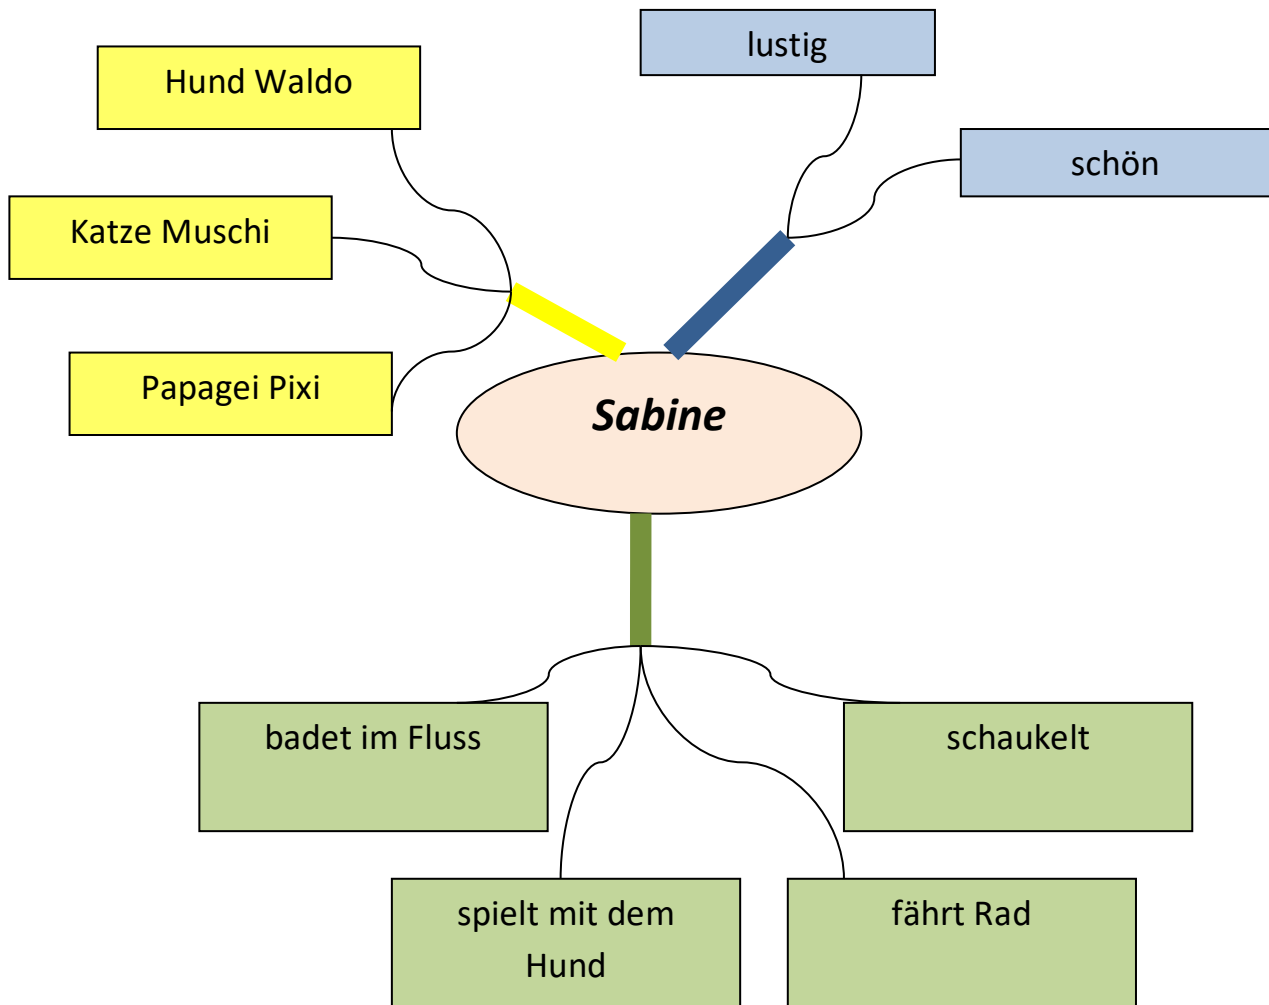 lustig
Hund Waldo
schön
Katze Muschi
Papagei Pixi
Sabine
badet im Fluss
schaukelt
spielt mit dem
Hund
fährt Rad